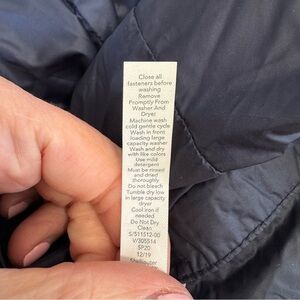 Close all
fasteners before
washing
Remove
Promptly From
Washer And
Dryer
Machine wash
cold gentle cycle
Wash in front
loading large
capacity washer
Wash and dry
with like colors
Use mild
detergent
Must be rinsed
and dried
thoroughly
Do not bleach
Tumble dry low
in large capacity
dryer
Cool iron if
needed
Do Not Dry
Clean
S/511512-00
V/305514
SP20
12/19